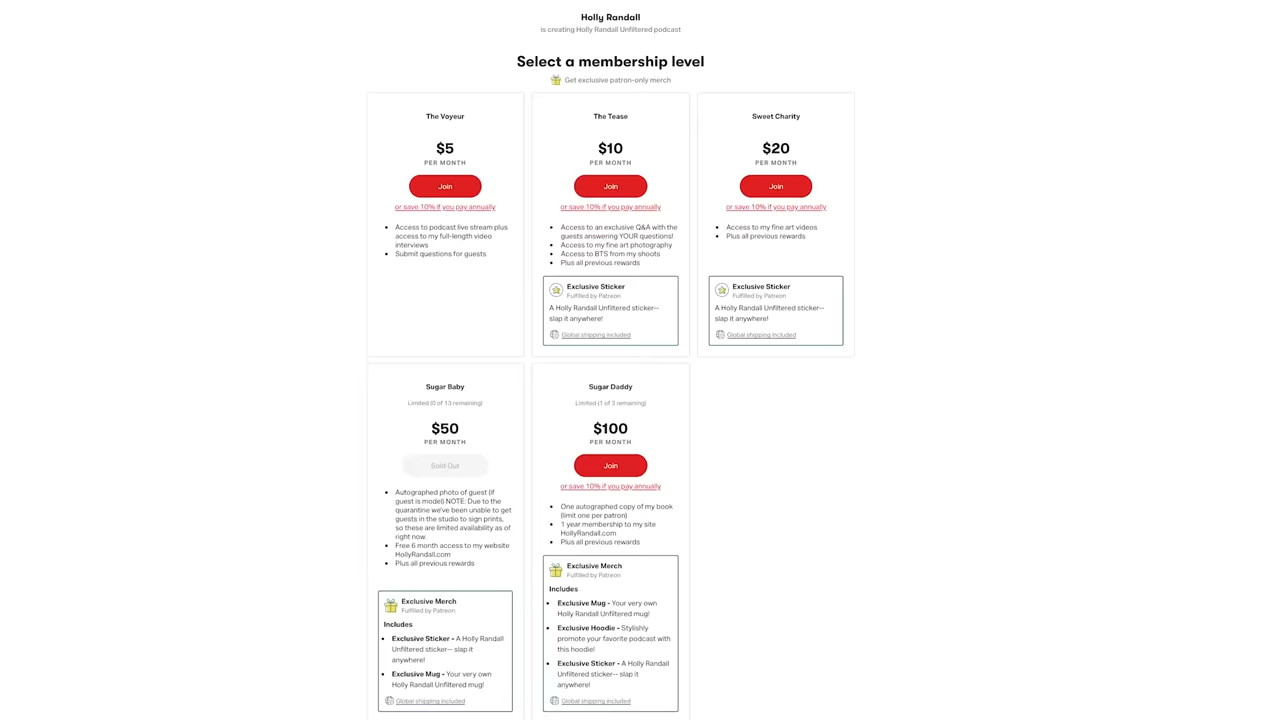 Holly Randall
is creating Holly Randall Unfiltered podcast
Select a membership level
Get exclusive patron-only merch
The Voyeur
$5
PER MONTH
Join
or save 10% if you pay annually
Access to podcast live stream plus
access to my full-length video
interviews
Submit questions for guests
The Tease
$10
PER MONTH
Join
or save 10% if you pay annually
Access to an exclusive Q&A with the
guests answering YOUR questions!
Access to my fine art photography
Access to BTS from my shoots
Plus all previous rewards
Exclusive Sticker
Fulfilled by Patreon
A Holly Randall Unfiltered sticker--
slap it anywhere!
Global shipping included
Sweet Charity
$20
PER MONTH
Join
or save 10% if you pay annually
Access to my fine art videos
Plus all previous rewards
Exclusive Sticker
Fulfilled by Patreon
A Holly Randall Unfiltered sticker--
slap it anywhere!
Global shipping included
Sugar Baby
Limited (0 of 13 remaining)
$50
PER MONTH
Sold Out
Autographed photo of guest (if
guest is model) NOTE: Due to the
quarantine we've been unable to get
guests in the studio to sign prints,
so these are limited availability as of
right now.
Free 6 month access to my website
HollyRandall.com
Plus all previous rewards
Exclusive Merch
Fulfilled by Patreon
Includes
Exclusive Sticker - A Holly Randall
Unfiltered sticker-- slap it
anywhere!
Exclusive Mug - Your very own
Holly Randall Unfiltered mug!
Global shipping included
Sugar Daddy
Limited (1 of 3 remaining)
$100
PER MONTH
Join
or save 10% if you pay annually
One autographed copy of my book
(limit one per patron)
1 year membership to my site
HollyRandall.com
Plus all previous rewards
Exclusive Merch
Fulfilled by Patreon
Includes
Exclusive Mug - Your very own
Holly Randall Unfiltered mug!
Exclusive Hoodie - Stylishly
promote your favorite podcast with
this hoodie!
Exclusive Sticker - A Holly Randall
Unfiltered sticker-- slap it
anywhere!
Global shipping included